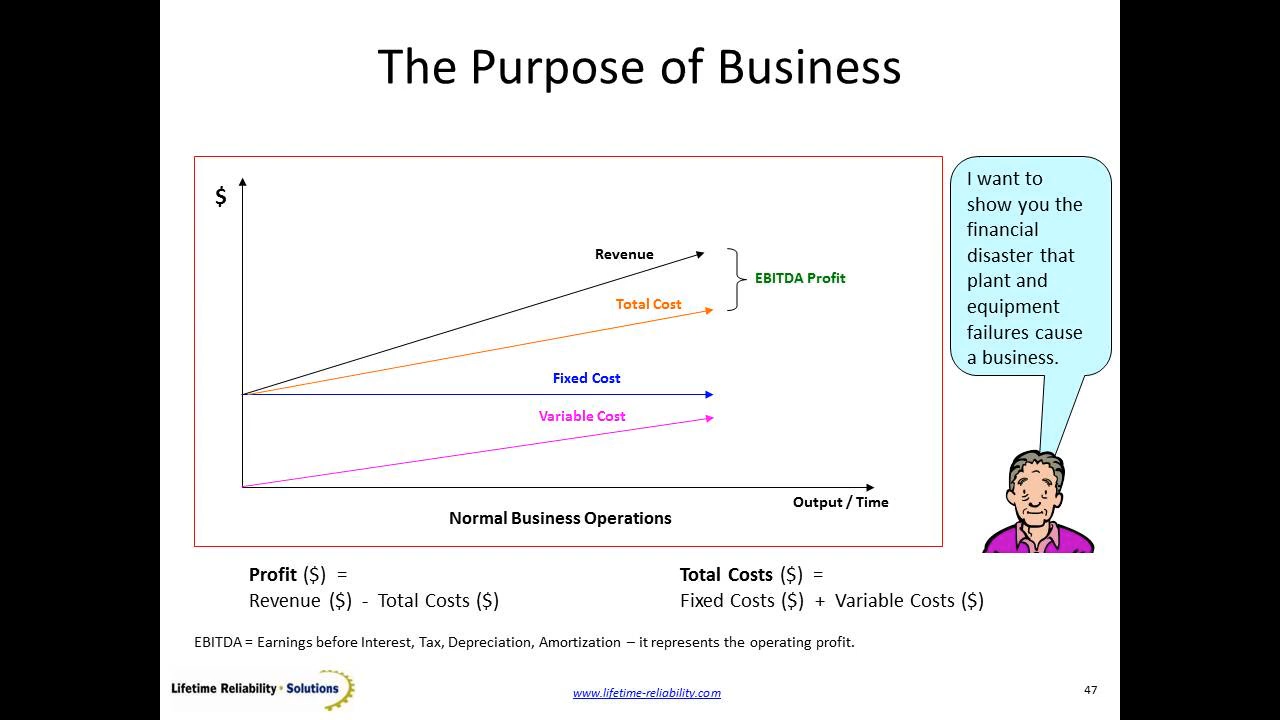 The Purpose of Business
$
Revenue
EBITDA Profit
Total Cost
Fixed Cost
Variable Cost
Output / Time
Normal Business Operations
I want to
show you the
financial
disaster that
plant and
equipment
failures cause
a business.
Profit ($) =
Revenue ($) - Total Costs ($)
Total Costs ($) =
Fixed Costs ($) + Variable Costs ($)
EBITDA = Earnings before Interest, Tax, Depreciation, Amortization – it represents the operating profit.
Lifetime Reliability • Solutions
www.lifetime-reliability.com
47